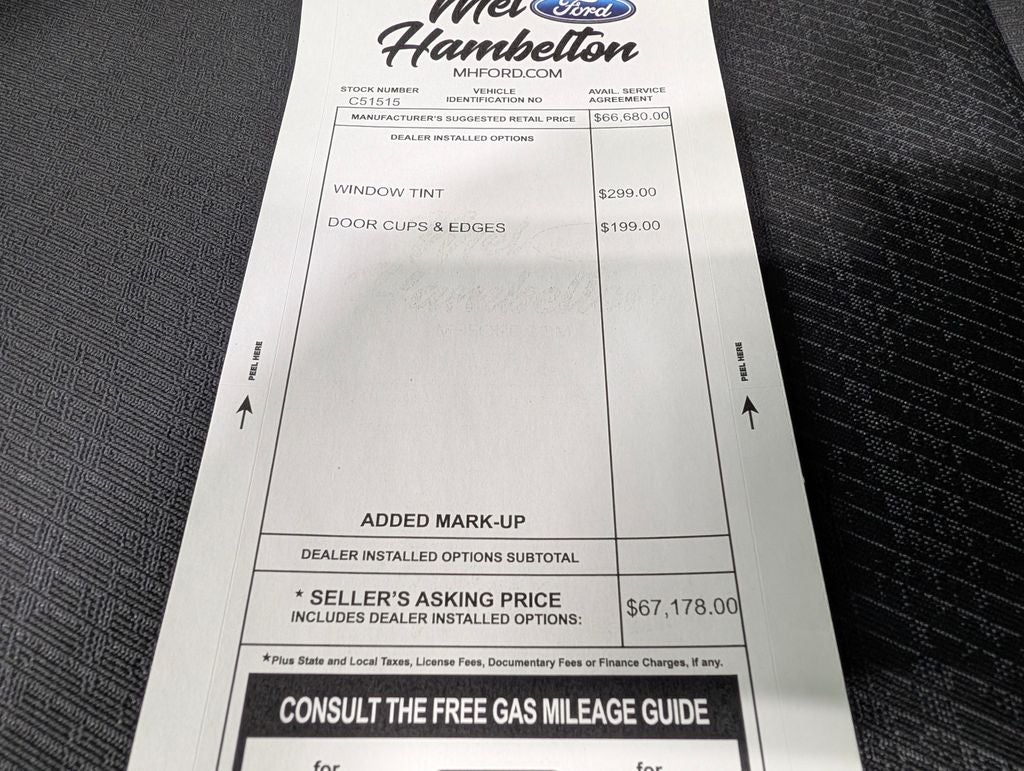 Mel Ford
Hambelton
MHFORD.COM
STOCK NUMBER
C51515
VEHICLE
IDENTIFICATION NO
AVAIL. SERVICE
AGREEMENT
MANUFACTURER'S SUGGESTED RETAIL PRICE $66,680.00
DEALER INSTALLED OPTIONS
WINDOW TINT $299.00
DOOR CUPS & EDGES $199.00
PEEL HERE
PEEL HERE
ADDED MARK-UP
DEALER INSTALLED OPTIONS SUBTOTAL
* SELLER'S ASKING PRICE
INCLUDES DEALER INSTALLED OPTIONS:
$67,178.00
*Plus State and Local Taxes, License Fees, Documentary Fees or Finance Charges, if any.
CONSULT THE FREE GAS MILEAGE GUIDE
for for